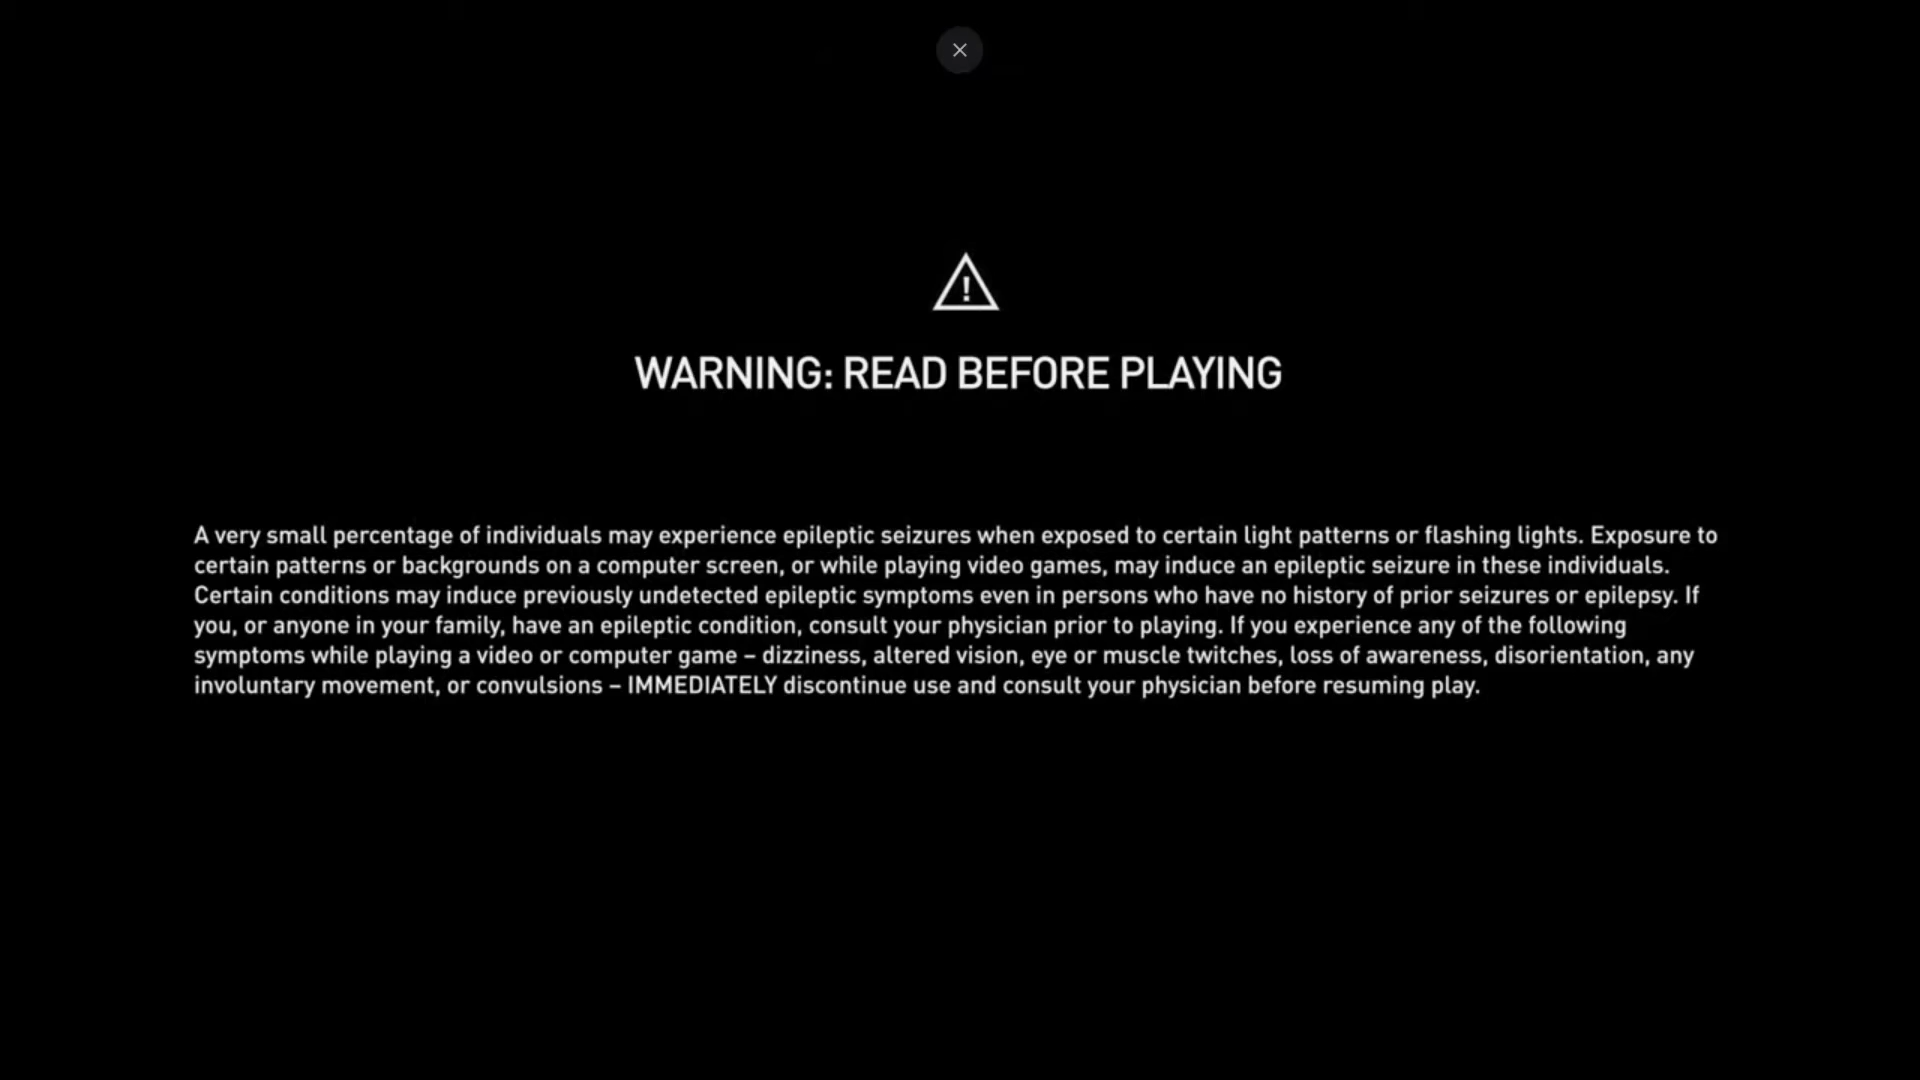 WARNING: READ BEFORE PLAYING
A very small percentage of individuals may experience epileptic seizures when exposed to certain light patterns or flashing lights. Exposure to
certain patterns or backgrounds on a computer screen, or while playing video games, may induce an epileptic seizure in these individuals.
Certain conditions may induce previously undetected epileptic symptoms even in persons who have no history of prior seizures or epilepsy. If
you, or anyone in your family, have an epileptic condition, consult your physician prior to playing. If you experience any of the following
symptoms while playing a video or computer game – dizziness, altered vision, eye or muscle twitches, loss of awareness, disorientation, any
involuntary movement, or convulsions – IMMEDIATELY discontinue use and consult your physician before resuming play.